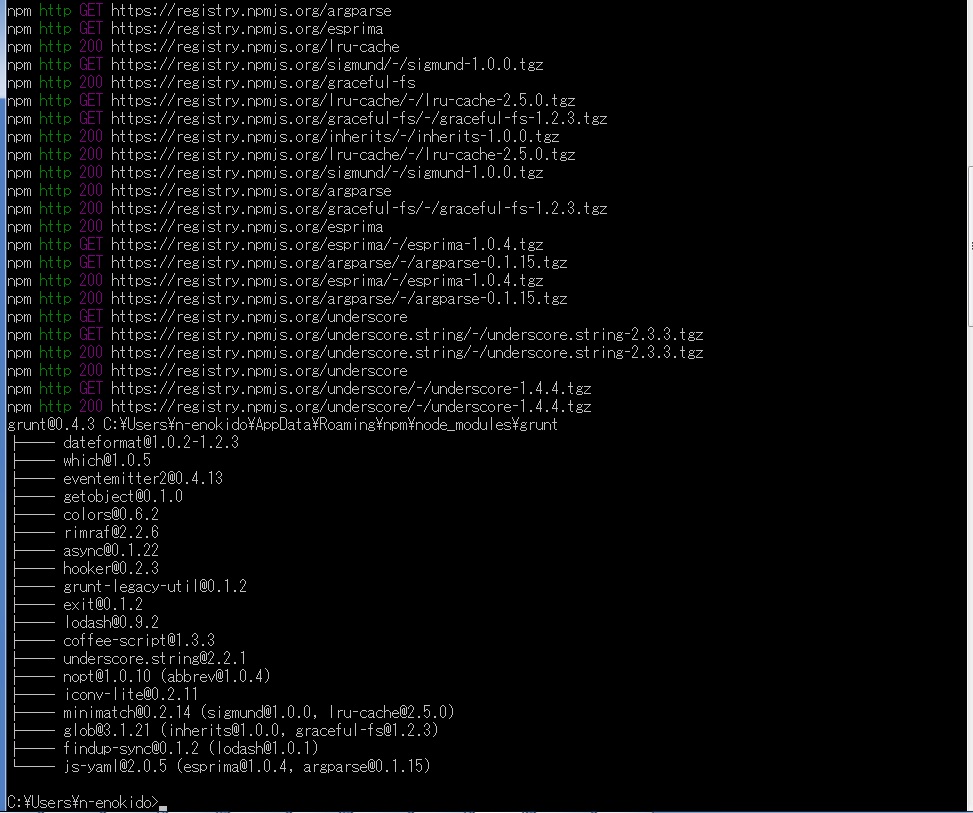 npm http GET https://registry.npmjs.org/argparse
npm http GET https://registry.npmjs.org/esprima
npm http 200 https://registry.npmjs.org/lru-cache
npm http GET https://registry.npmjs.org/sigmund/-/sigmund-1.0.0.tgz
npm http 200 https://registry.npmjs.org/graceful-fs
npm http GET https://registry.npmjs.org/lru-cache/-/lru-cache-2.5.0.tgz
npm http GET https://registry.npmjs.org/graceful-fs/-/graceful-fs-1.2.3.tgz
npm http 200 https://registry.npmjs.org/inherits/-/inherits-1.0.0.tgz
npm http 200 https://registry.npmjs.org/lru-cache/-/lru-cache-2.5.0.tgz
npm http 200 https://registry.npmjs.org/sigmund/-/sigmund-1.0.0.tgz
npm http 200 https://registry.npmjs.org/argparse
npm http 200 https://registry.npmjs.org/graceful-fs/-/graceful-fs-1.2.3.tgz
npm http 200 https://registry.npmjs.org/esprima
npm http GET https://registry.npmjs.org/esprima/-/esprima-1.0.4.tgz
npm http GET https://registry.npmjs.org/argparse/-/argparse-0.1.15.tgz
npm http 200 https://registry.npmjs.org/esprima/-/esprima-1.0.4.tgz
npm http 200 https://registry.npmjs.org/argparse/-/argparse-0.1.15.tgz
npm http GET https://registry.npmjs.org/underscore
npm http GET https://registry.npmjs.org/underscore.string/-/underscore.string-2.3.3.tgz
npm http 200 https://registry.npmjs.org/underscore.string/-/underscore.string-2.3.3.tgz
npm http 200 https://registry.npmjs.org/underscore
npm http GET https://registry.npmjs.org/underscore/-/underscore-1.4.4.tgz
npm http 200 https://registry.npmjs.org/underscore/-/underscore-1.4.4.tgz
grunt@0.4.3 C:¥Users¥n-enokido¥AppData¥Roaming¥npm¥node_modules¥grunt
├── dateformat@1.0.2-1.2.3
├── which@1.0.5
├── eventemitter2@0.4.13
├── getobject@0.1.0
├── colors@0.6.2
├── rimraf@2.2.6
├── async@0.1.22
├── hooker@0.2.3
├── grunt-legacy-util@0.1.2
├── exit@0.1.2
├── lodash@0.9.2
├── coffee-script@1.3.3
├── underscore.string@2.2.1
├── nopt@1.0.10 (abbrev@1.0.4)
├── iconv-lite@0.2.11
├── minimatch@0.2.14 (sigmund@1.0.0, lru-cache@2.5.0)
├── glob@3.1.21 (inherits@1.0.0, graceful-fs@1.2.3)
├── findup-sync@0.1.2 (lodash@1.0.1)
└── js-yaml@2.0.5 (esprima@1.0.4, argparse@0.1.15)
C:¥Users¥n-enokido>